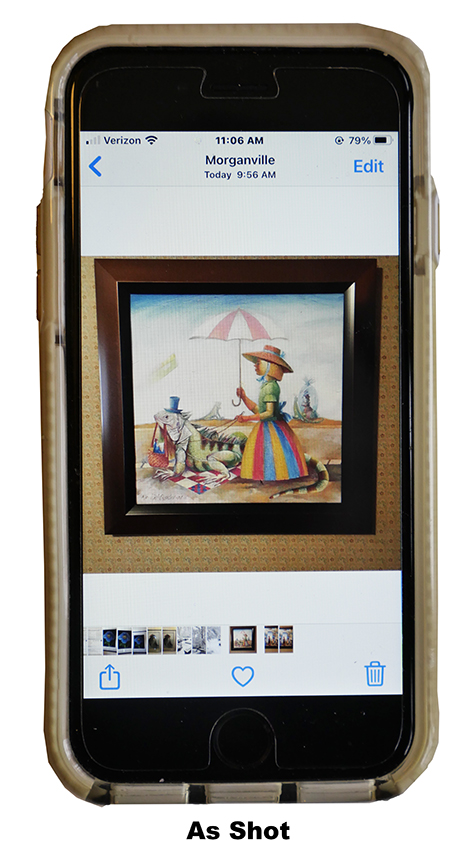 Verizon 11:06 AM 79%
Morganville
Edit
Today 9:56 AM
As Shot